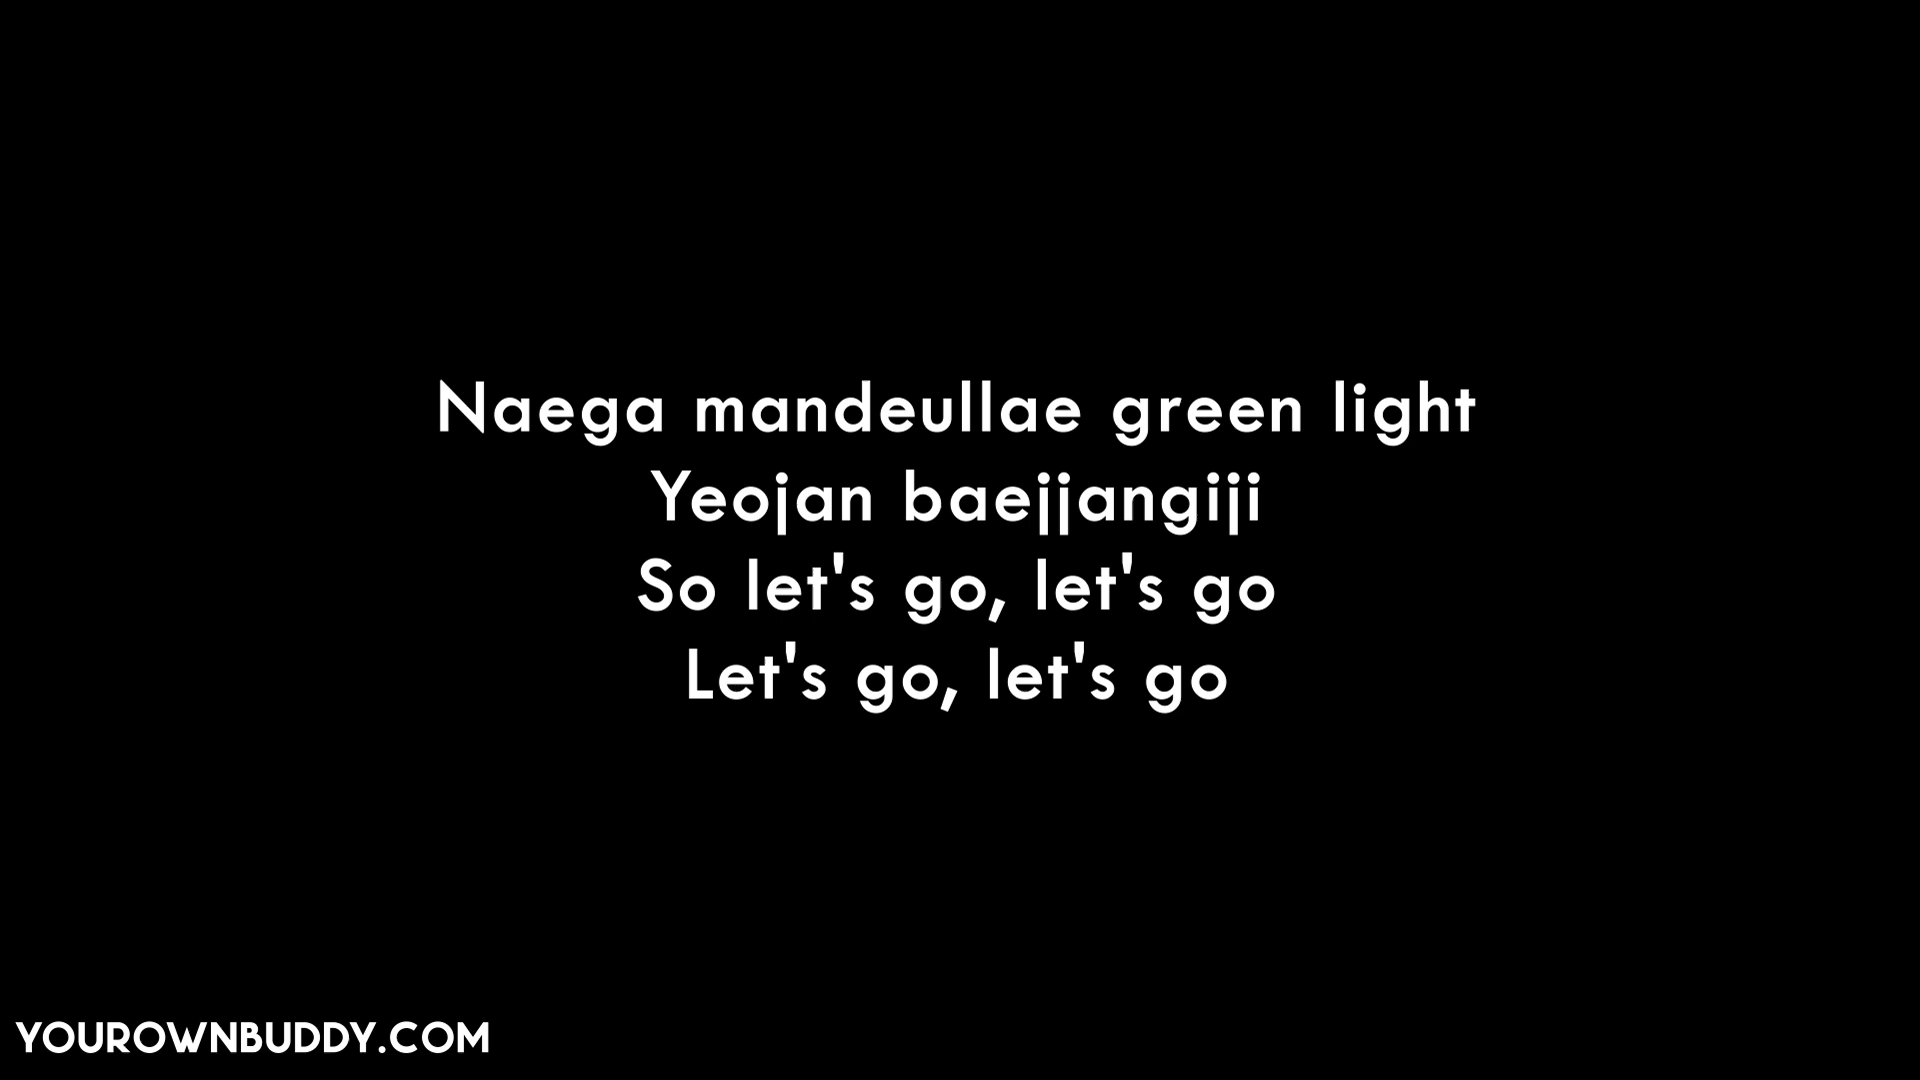 Naega mandeullae green light
Yeojan baejjangiji
So let's go, let's go
Let's go, let's go
YOUROWNBUDDY.COM